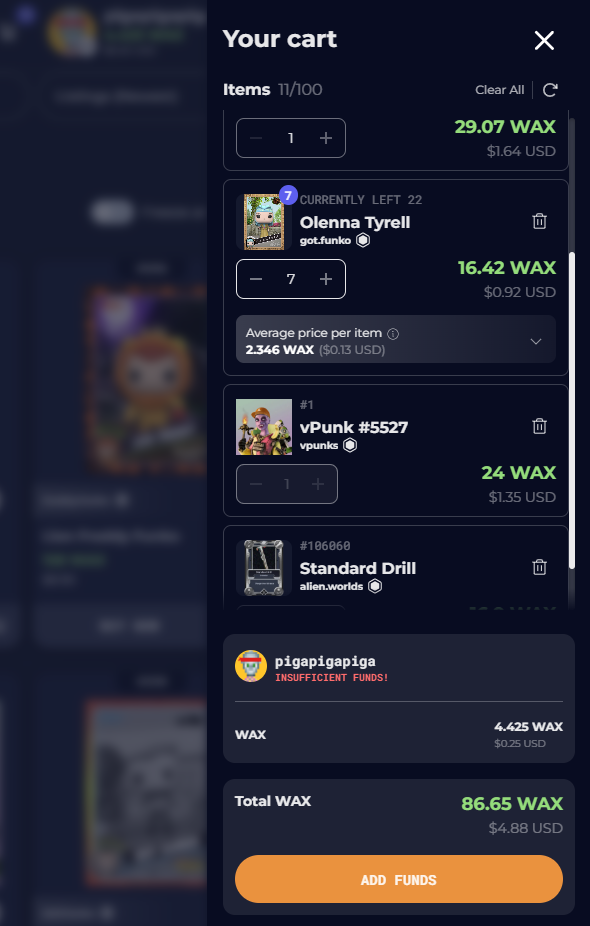 Your cart
Items 11/100 Clear All
1 29.07 WAX
$1.64 USD
7 CURRENTLY LEFT 22
Olenna Tyrell
got.funko
7 16.42 WAX
$0.92 USD
Average price per item
2.346 WAX ($0.13 USD)
#1
vPunk #5527
vpunks
1 24 WAX
$1.35 USD
#106060
Standard Drill
alien.worlds
pigapigapiga
INSUFFICIENT FUNDS!
WAX 4.425 WAX
$0.25 USD
Total WAX 86.65 WAX
$4.88 USD
ADD FUNDS